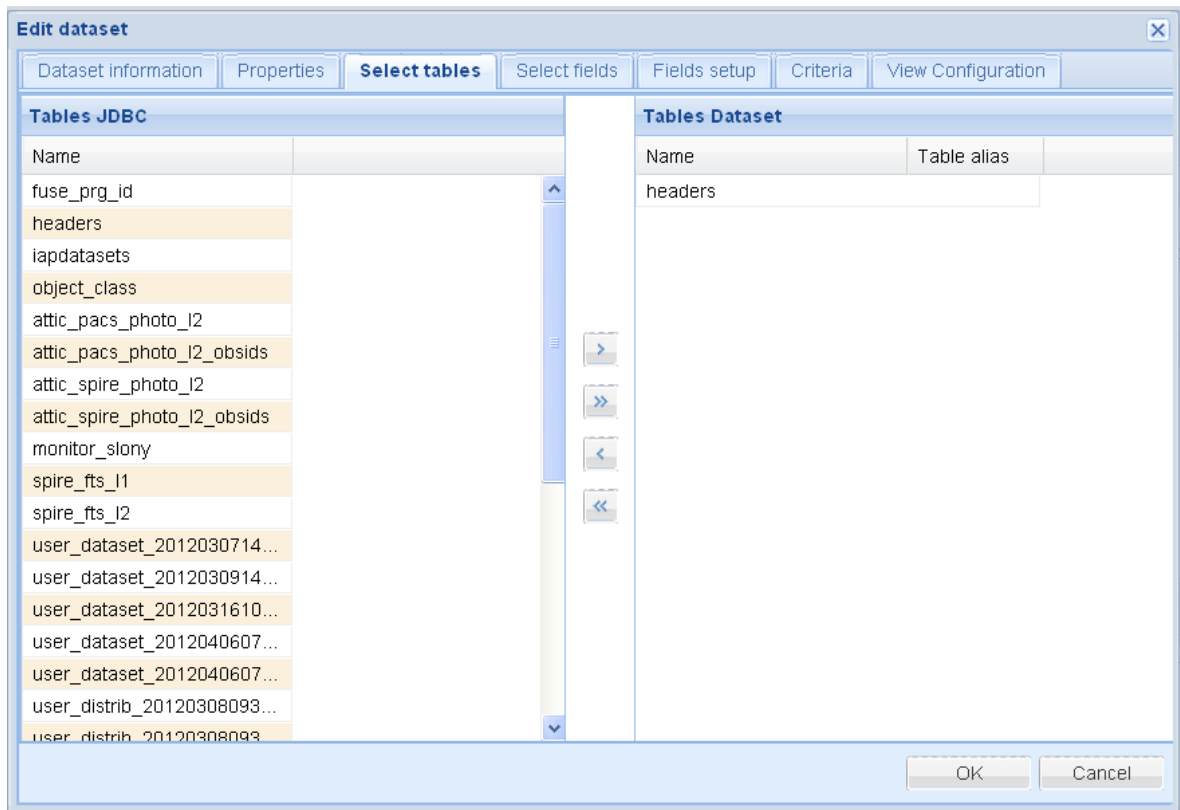 Edit dataset
Dataset information Properties Select tables Select fields Fields setup Criteria View Configuration
Tables JDBC
Name
fuse_prg_id
headers
iapdatasets
object_class
attic_pacs_photo_l2
attic_pacs_photo_l2_obsids
attic_spire_photo_l2
attic_spire_photo_l2_obsids
monitor_slony
spire_fts_l1
spire_fts_l2
user_dataset_2012030714...
user_dataset_2012030914...
user_dataset_2012031610...
user_dataset_2012040607...
user_dataset_2012040607...
user_distrib_20120308093...
user_distrib_20120308093
Tables Dataset
Name Table alias
headers
OK Cancel